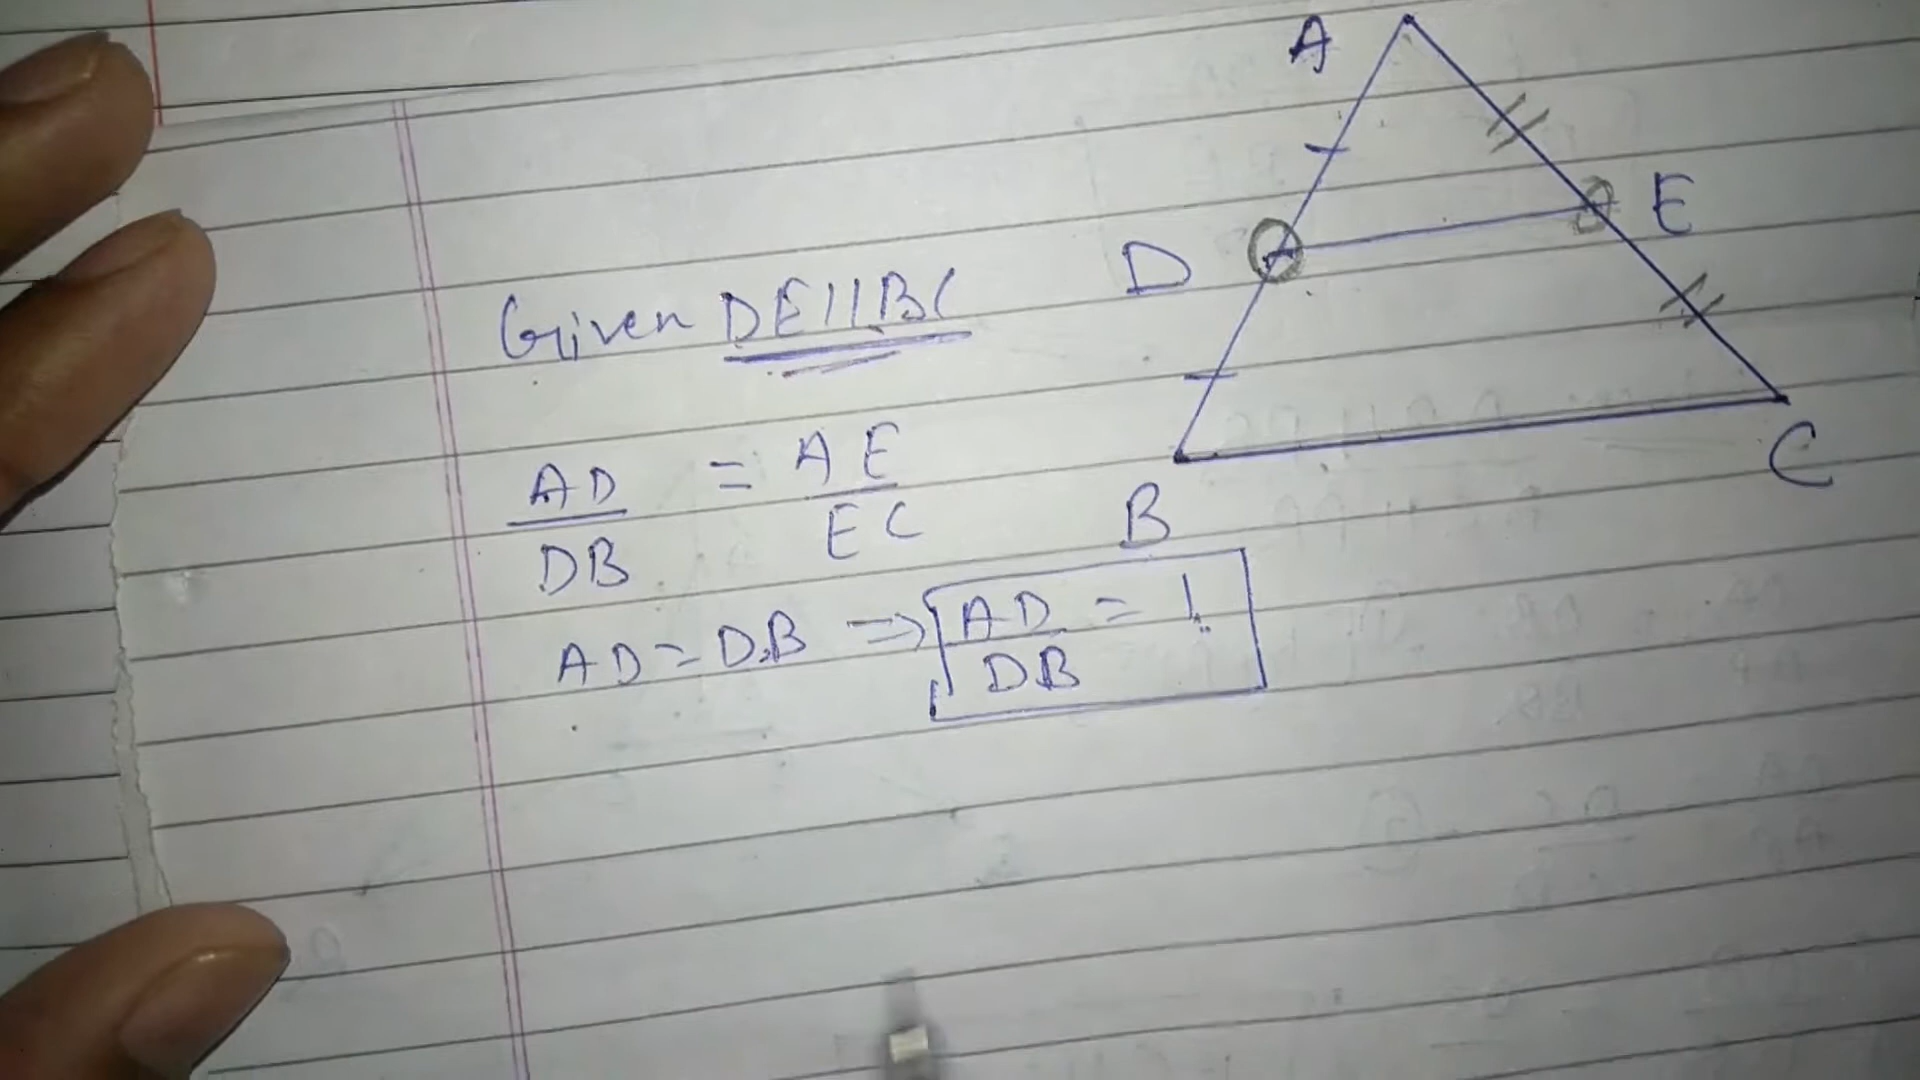 A
E
D
Given DE||BC
C
AD = AE
DB EC
B
AD = DB ⇒ AD = 1
DB